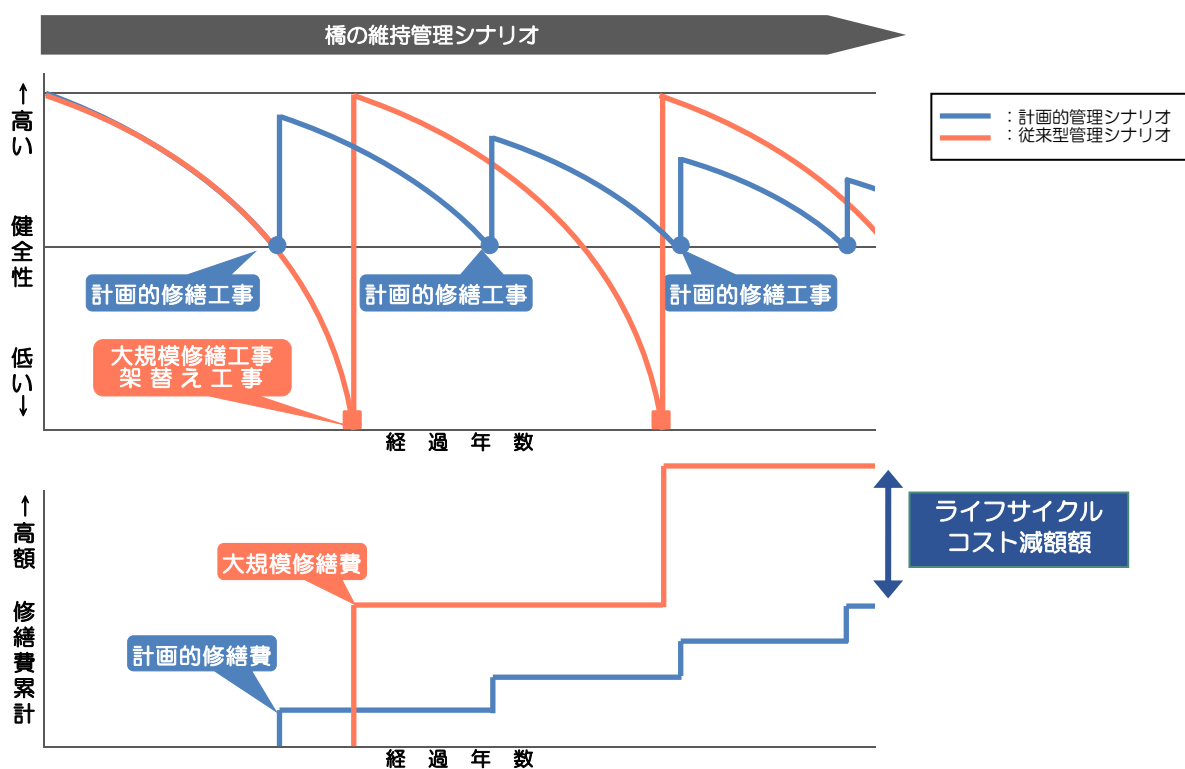 橋の維持管理シナリオ
↑高い 健全性 低い↓
：計画的管理シナリオ
：従来型管理シナリオ
計画的修繕工事
計画的修繕工事
計画的修繕工事
大規模修繕工事
架替え工事
経過年数
↑高額 修繕費累計
ライフサイクル
コスト減額額
大規模修繕費
計画的修繕費
経過年数